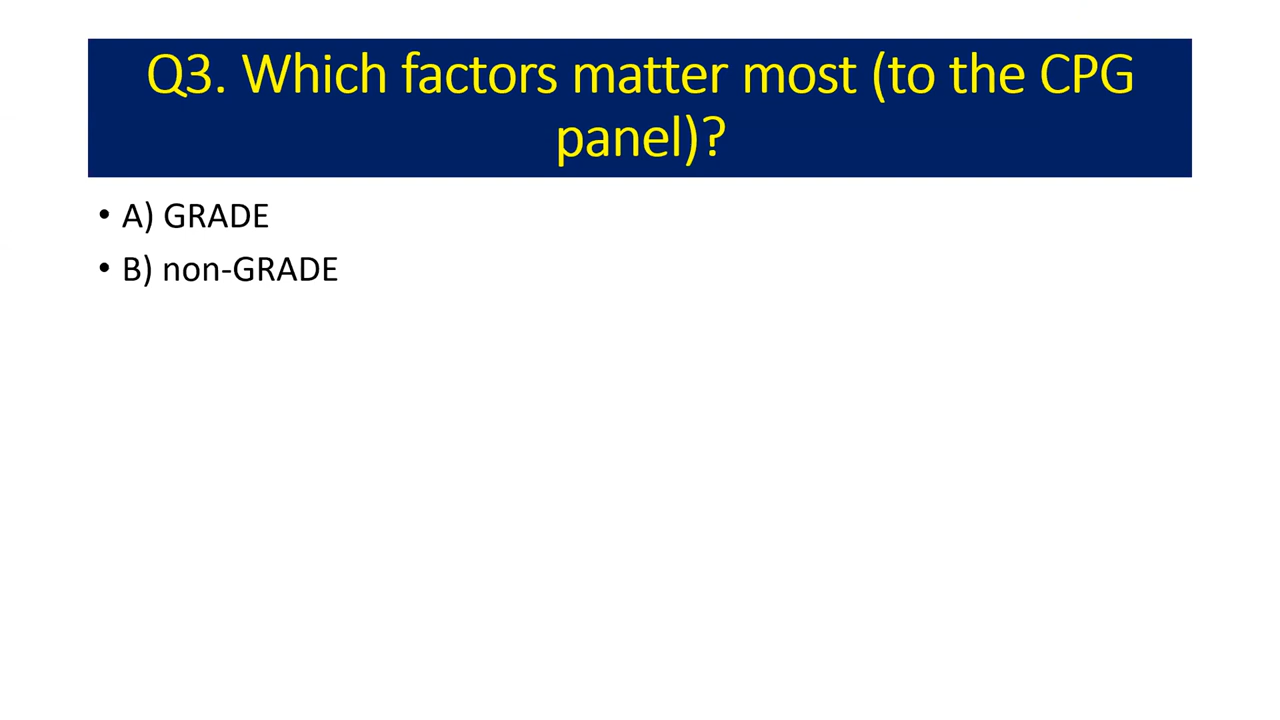 Q3. Which factors matter most (to the CPG
panel)?
• A) GRADE
• B) non-GRADE